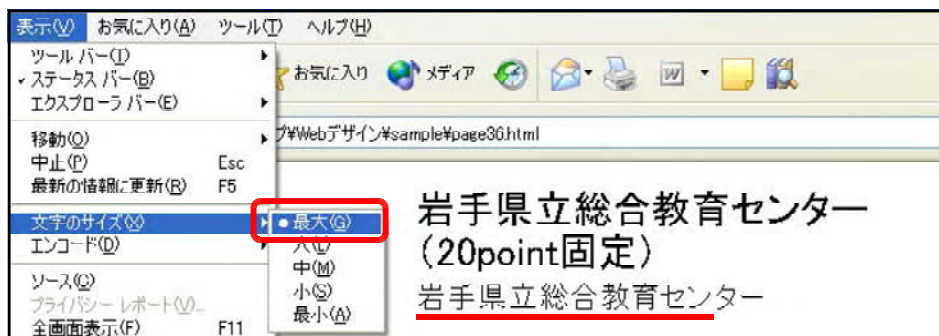 表示(V) お気に入り(A) ツール(T) ヘルプ(H)
ツール バー(T)
ステータス バー(B)
エクスプローラ バー(E)
お気に入り メディア
移動(O)
プ¥Webデザイン¥sample¥page36.html
中止(P) Esc
最新の情報に更新(R) F5
文字のサイズ(X)
エンコード(D)
ソース(C)
プライバシー レポート(V)...
全画面表示(F) F11
最大(G)
大(L)
中(M)
小(S)
最小(A)
岩手県立総合教育センター
(20point固定)
岩手県立総合教育センター